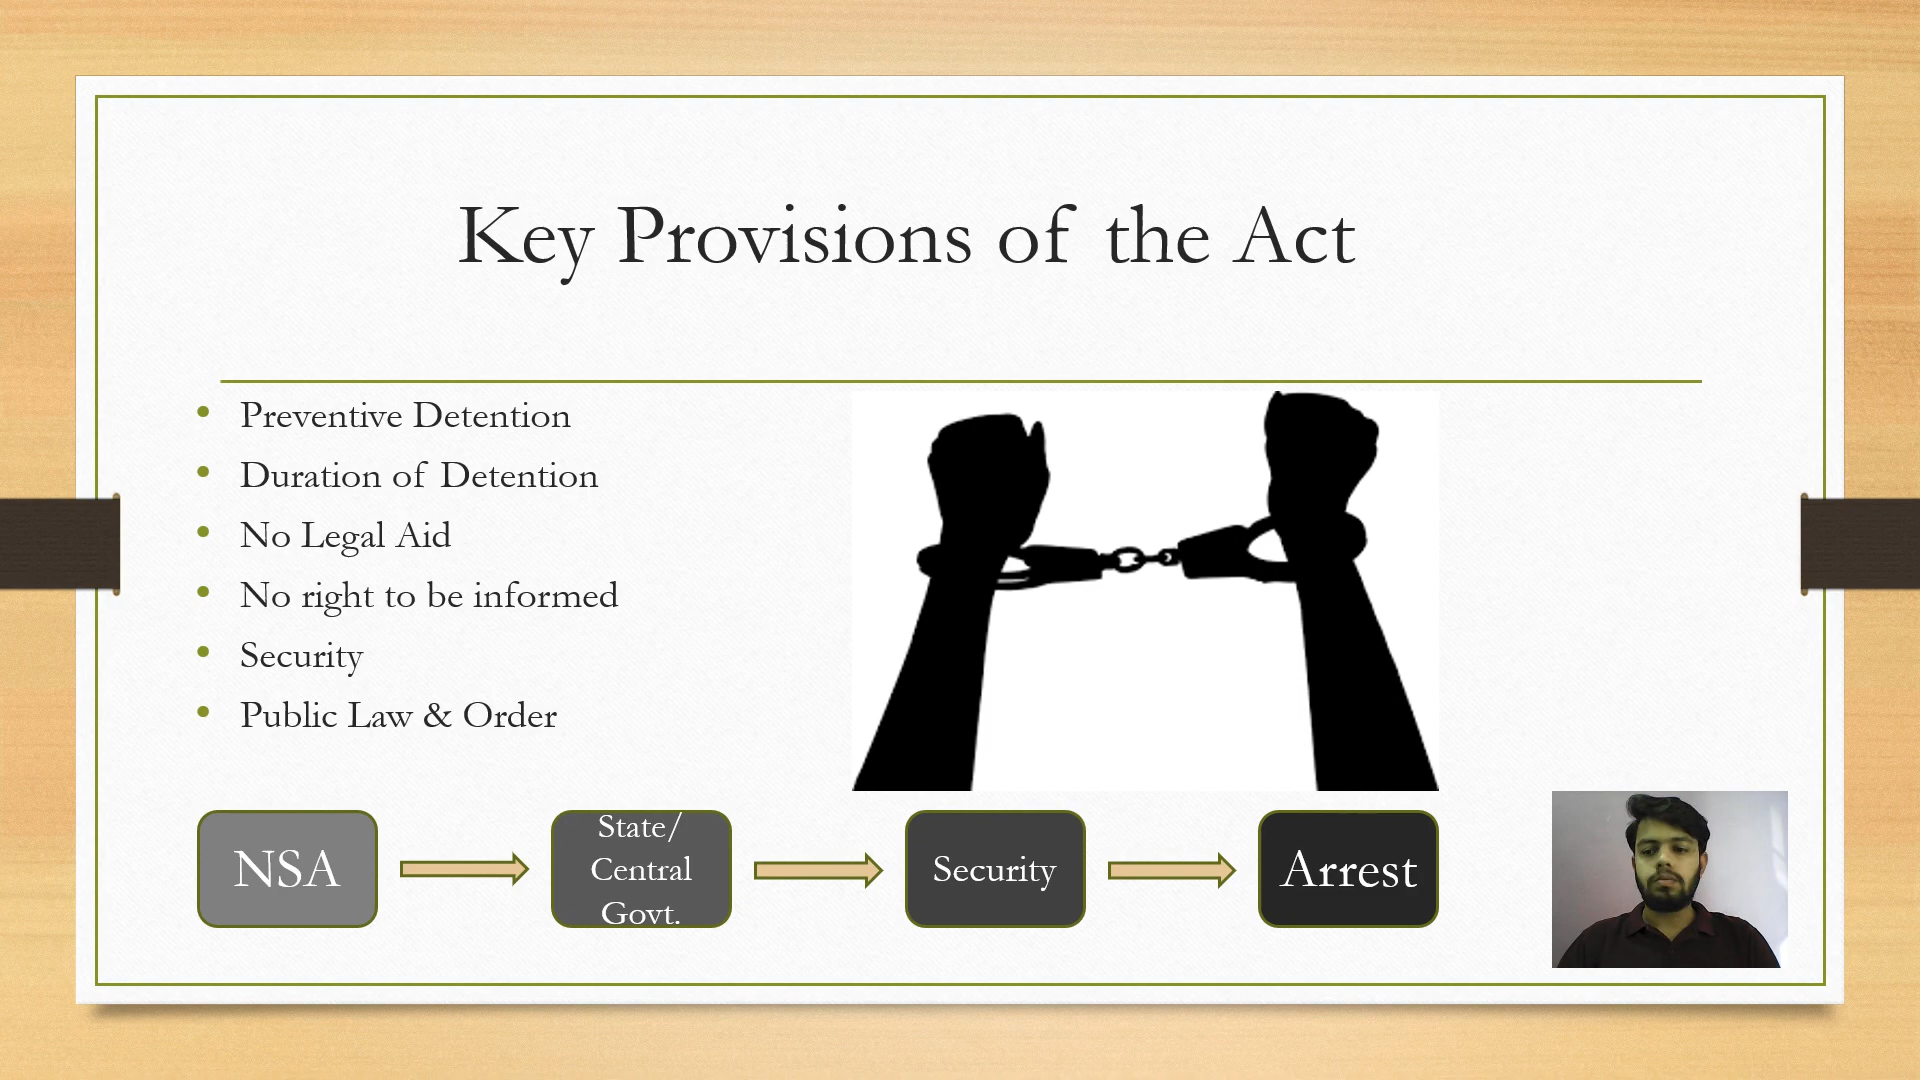 Key Provisions of the Act
Preventive Detention
Duration of Detention
No Legal Aid
No right to be informed
Security
Public Law & Order
NSA
State/
Central
Govt.
Security
Arrest